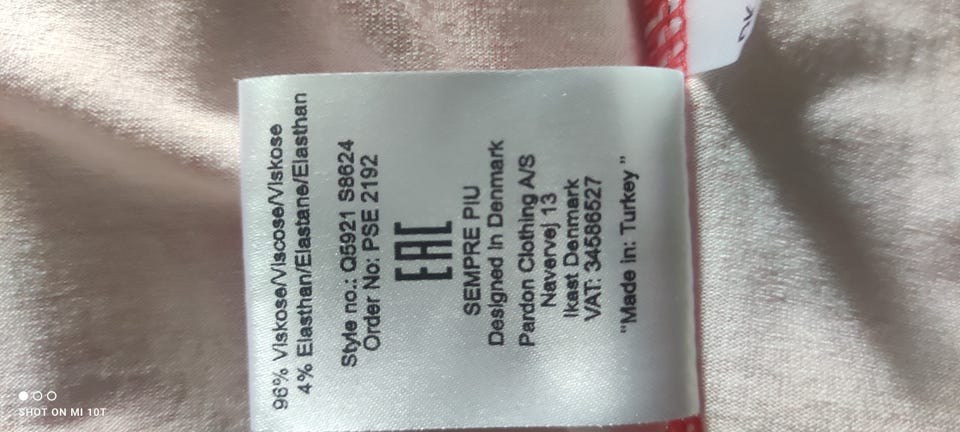 96% Viskose/Viscose/Viskose
4% Elasthan/Elastane/Elasthan
Style no.: Q5921 S8624
Order No: PSE 2192
EAC
SEMPRE PIU
Designed In Denmark
Pardon Clothing A/S
Navervej 13
Ikast Denmark
VAT: 34586527
"Made in: Turkey"
SHOT ON MI 10T